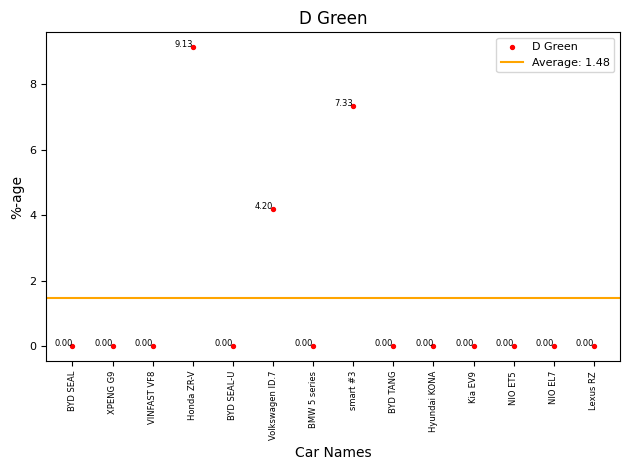 D Green
D Green
Average: 1.48
%-age
8
6
4
2
0
9.13
7.33
4.20
0.00 0.00 0.00 0.00 0.00 0.00 0.00 0.00 0.00 0.00 0.00
BYD SEAL
XPENG G9
VINFAST VF8
Honda ZR-V
BYD SEAL-U
Volkswagen ID.7
BMW 5 series
smart #3
BYD TANG
Hyundai KONA
Kia EV9
NIO ET5
NIO EL7
Lexus RZ
Car Names